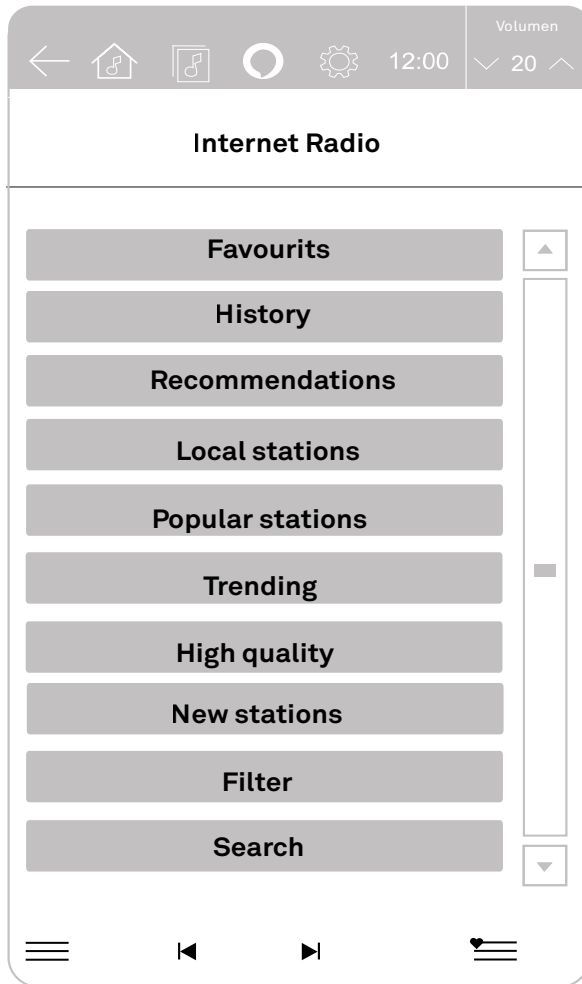 Volumen
12:00
20
Internet Radio
Favourits
History
Recommendations
Local stations
Popular stations
Trending
High quality
New stations
Filter
Search